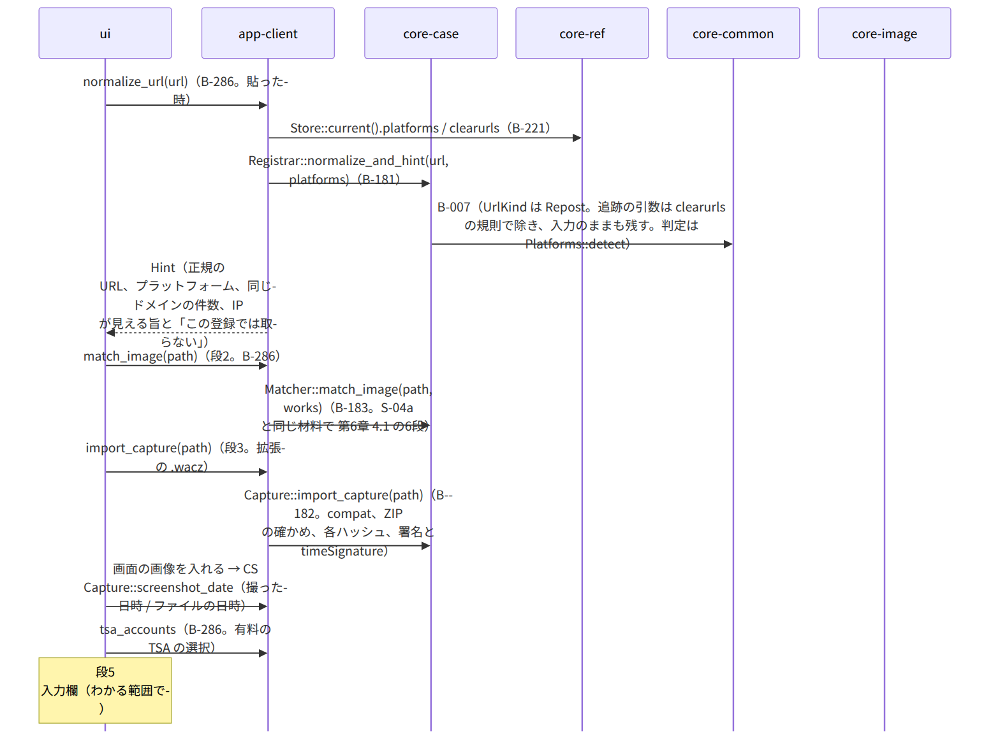 ui
app-client
core-case
core-ref
core-common
core-image
normalize_url(url)（B-286。貼った-
時）
Store::current().platforms / clearurls（B-221）
Registrar::normalize_and_hint(url,
platforms)（B-181）
B-007（UrlKind は Repost。追跡の引数は clearurls
の規則で除き、入力のままも残す。判定は
Platforms::detect）
Hint（正規の
URL、プラットフォーム、同じ-
ドメインの件数、IP
が見える旨と「この登録では取-
らない」）
match_image(path)（段2。B-286）
Matcher::match_image(path,
works)（B-183。S-04a
と同じ材料で 第6章 4.1 の6段）
import_capture(path)（段3。拡張-
の .wacz）
Capture::import_capture(path)（B--
182。compat、ZIP
の確かめ、各ハッシュ、署名と
timeSignature）
画面の画像を入れる → CS
Capture::screenshot_date（撮った-
日時 / ファイルの日時）
tsa_accounts（B-286。有料の
TSA の選択）
段5
入力欄（わかる範囲で-
）